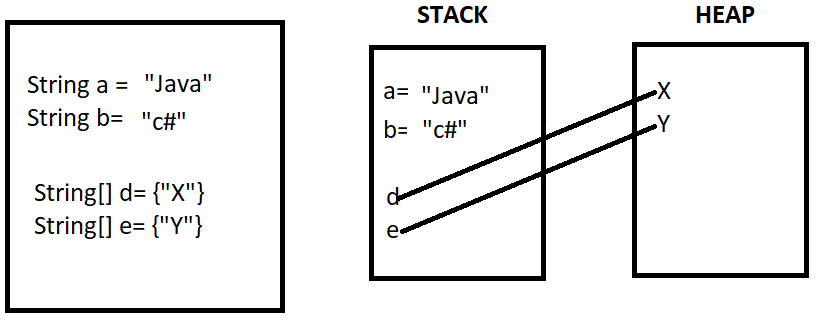 String a = "Java"
String b= "c#"
String[] d= {"X"}
String[] e= {"Y"}
STACK
a= "Java"
b= "c#"
d
e
HEAP
X
Y